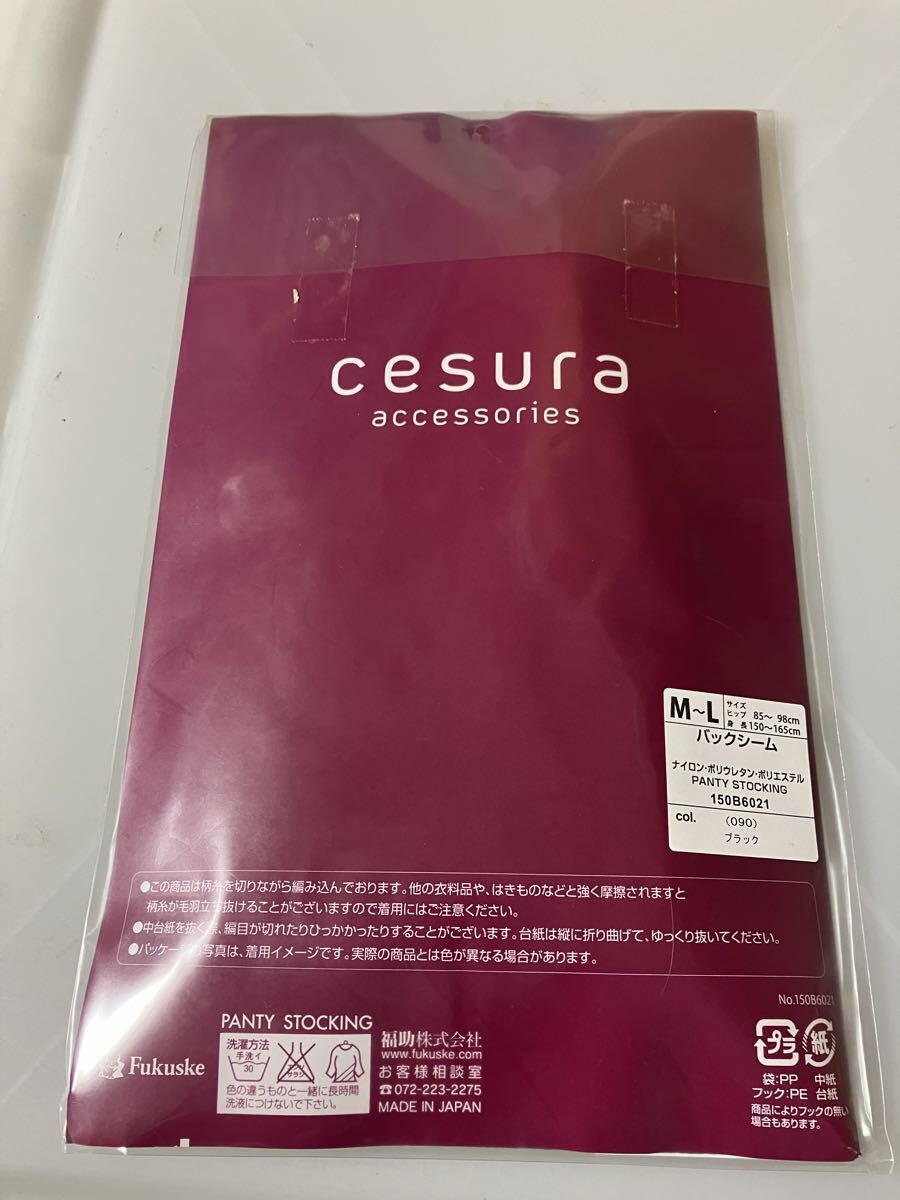 cesura
accessories
M～L サイズ
ヒップ 85～ 98cm
身 長 150～165cm
バックシーム
ナイロン・ポリウレタン・ポリエステル
PANTY STOCKING
150B6021
col. (090)
ブラック
●この商品は柄糸を切りながら編み込んでおります。他の衣料品や、はきものなどと強く摩擦されますと
柄糸が毛羽立ち抜けることがございますので着用にはご注意ください。
●中台紙を抜く際、編目が切れたりひっかかったりすることがございます。台紙は縦に折り曲げて、ゆっくり抜いてください。
●パッケージの写真は、着用イメージです。実際の商品とは色が異なる場合があります。
No.150B6021
PANTY STOCKING
洗濯方法
手洗イ
30
エンソ
サラシ
色の違うものと一緒に長時間
洗液につけないで下さい。
Fukuske
福助株式会社
www.fukuske.com
お客様相談室
☎072-223-2275
MADE IN JAPAN
プラ 紙
袋:PP 中紙
フック:PE 台紙
商品によりフックの無い
場合もあります。